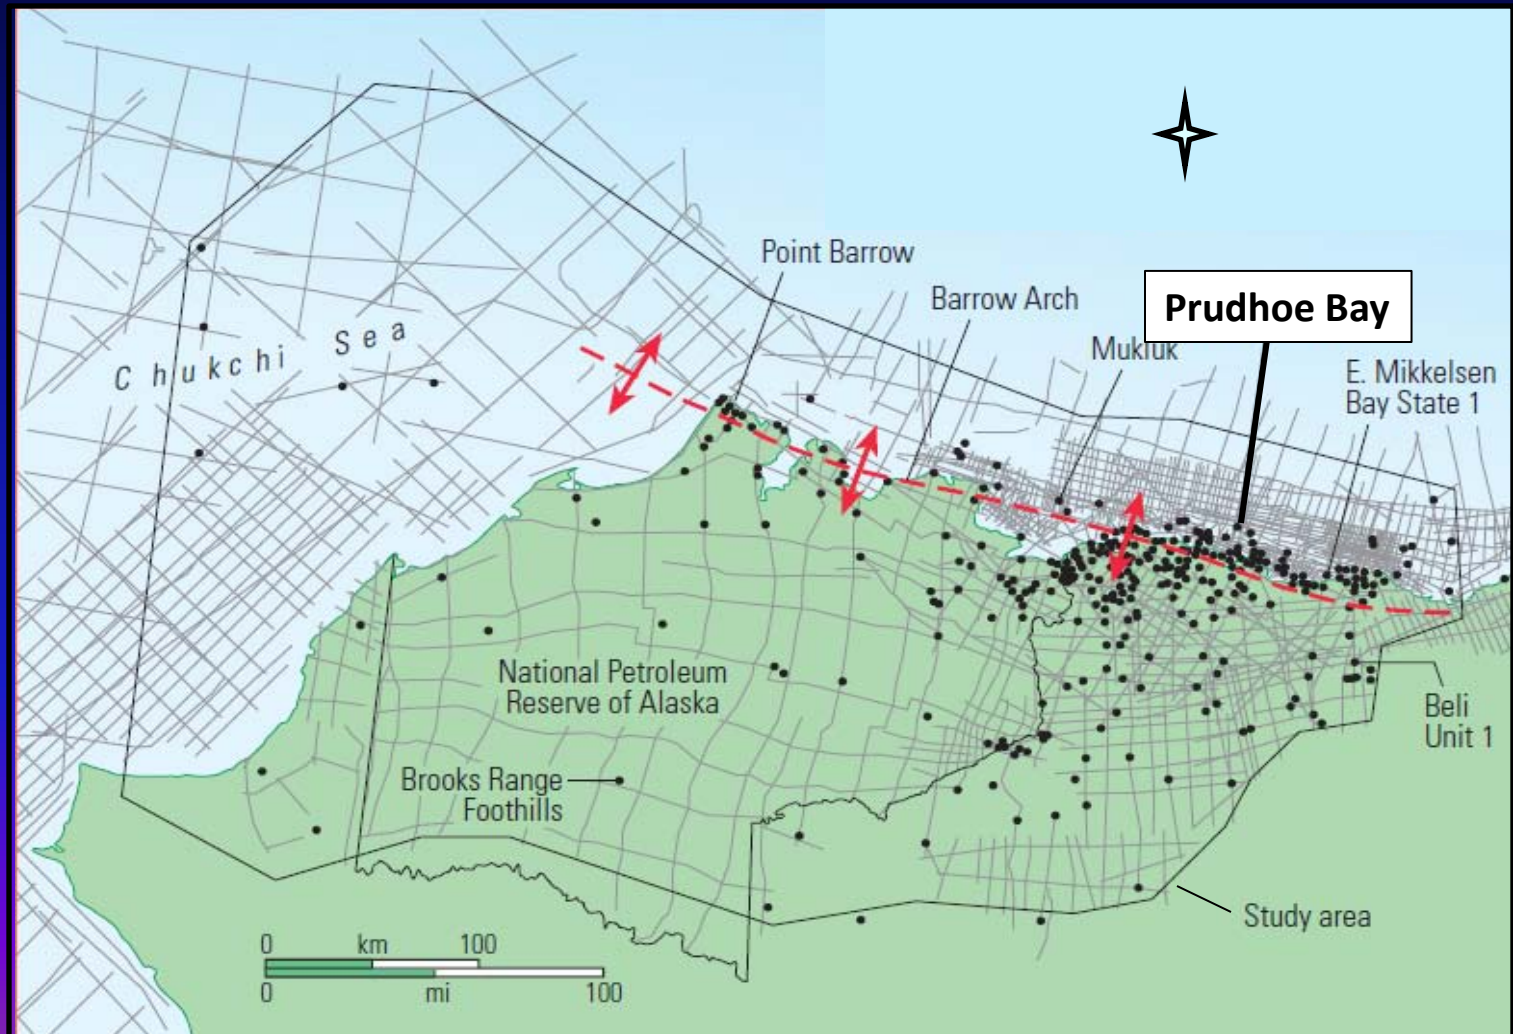 Point Barrow
Barrow Arch
Prudhoe Bay
Mukluk
E. Mikkelsen
Bay State 1
Chukchi Sea
National Petroleum
Reserve of Alaska
Brooks Range
Foothills
Beli
Unit 1
Study area
0 km 100
0 mi 100